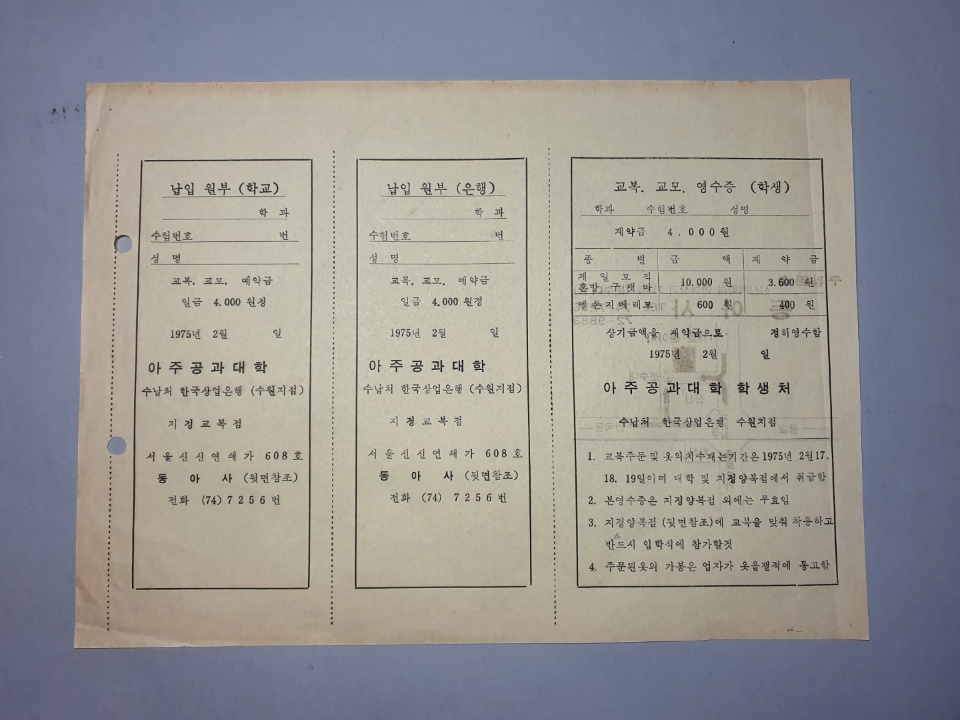 납입 원부 (학교)
학 과
수험번호 번
성 명
교복. 교모. 예약금
일금 4.000 원정
1975년 2월 일
아주공과대학
수납처 한국상업은행 (수원지점)
지정교복점
서울신신연쇄가 608호
동 아 사 (뒷면참조)
전화 (74) 7256번
납입 원부 (은행)
학 과
수험번호 번
성 명
교복. 교모. 예약금
일금 4.000 원정
1975년 2월 일
아주공과대학
수납처 한국상업은행 (수원지점)
지정교복점
서울신신연쇄가 608호
동 아 사 (뒷면참조)
전화 (74) 7256번
교복. 교모. 영수증 (학생)
학과 수험번호 성명
계약금 4.000원
종 별 금 액 계 약 금
제일모직
혼방 10.000 원 3.600 원
600 원 400 원
상기금액을 계약금으로 정히영수함
1975년 2월 일
아주공과대학 학생처
수납처 한국상업은행 수원지점
1. 교복주문 및 옷의치수재는기간은 1975년 2월17.
18. 19일이며 대학 및 지정양복점에서 취급함
2. 본영수증은 지정양복점 외에는 무효임
3. 지정양복점 (뒷면참조)에 교복을 맞춰 착용하고
반드시 입학식에 참가할것
4. 주문된옷의 가봉은 업자가 옷을 통고함